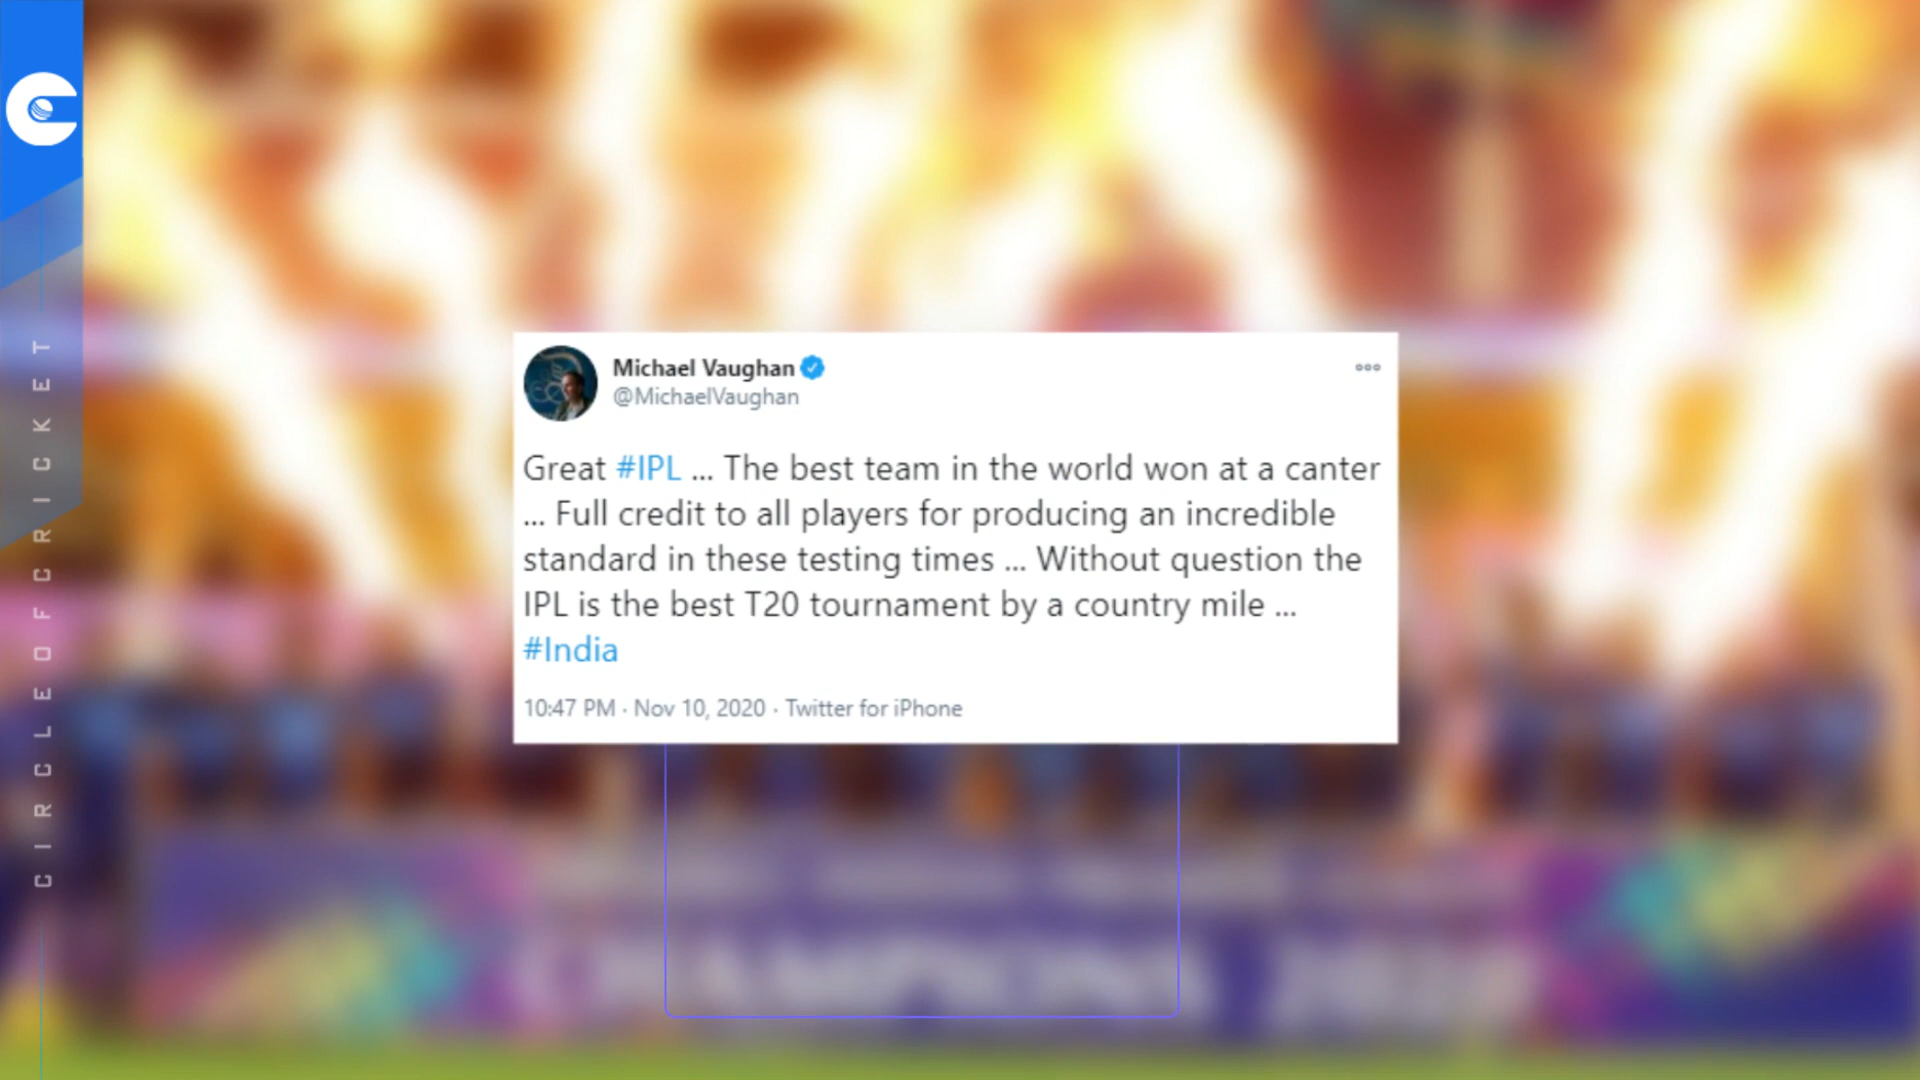 CIRCLEOFCRICKET
Michael Vaughan
@MichaelVaughan
Great #IPL ... The best team in the world won at a canter
... Full credit to all players for producing an incredible
standard in these testing times ... Without question the
IPL is the best T20 tournament by a country mile ...
#India
10:47 PM · Nov 10, 2020 · Twitter for iPhone
CHAMPIONS 2020